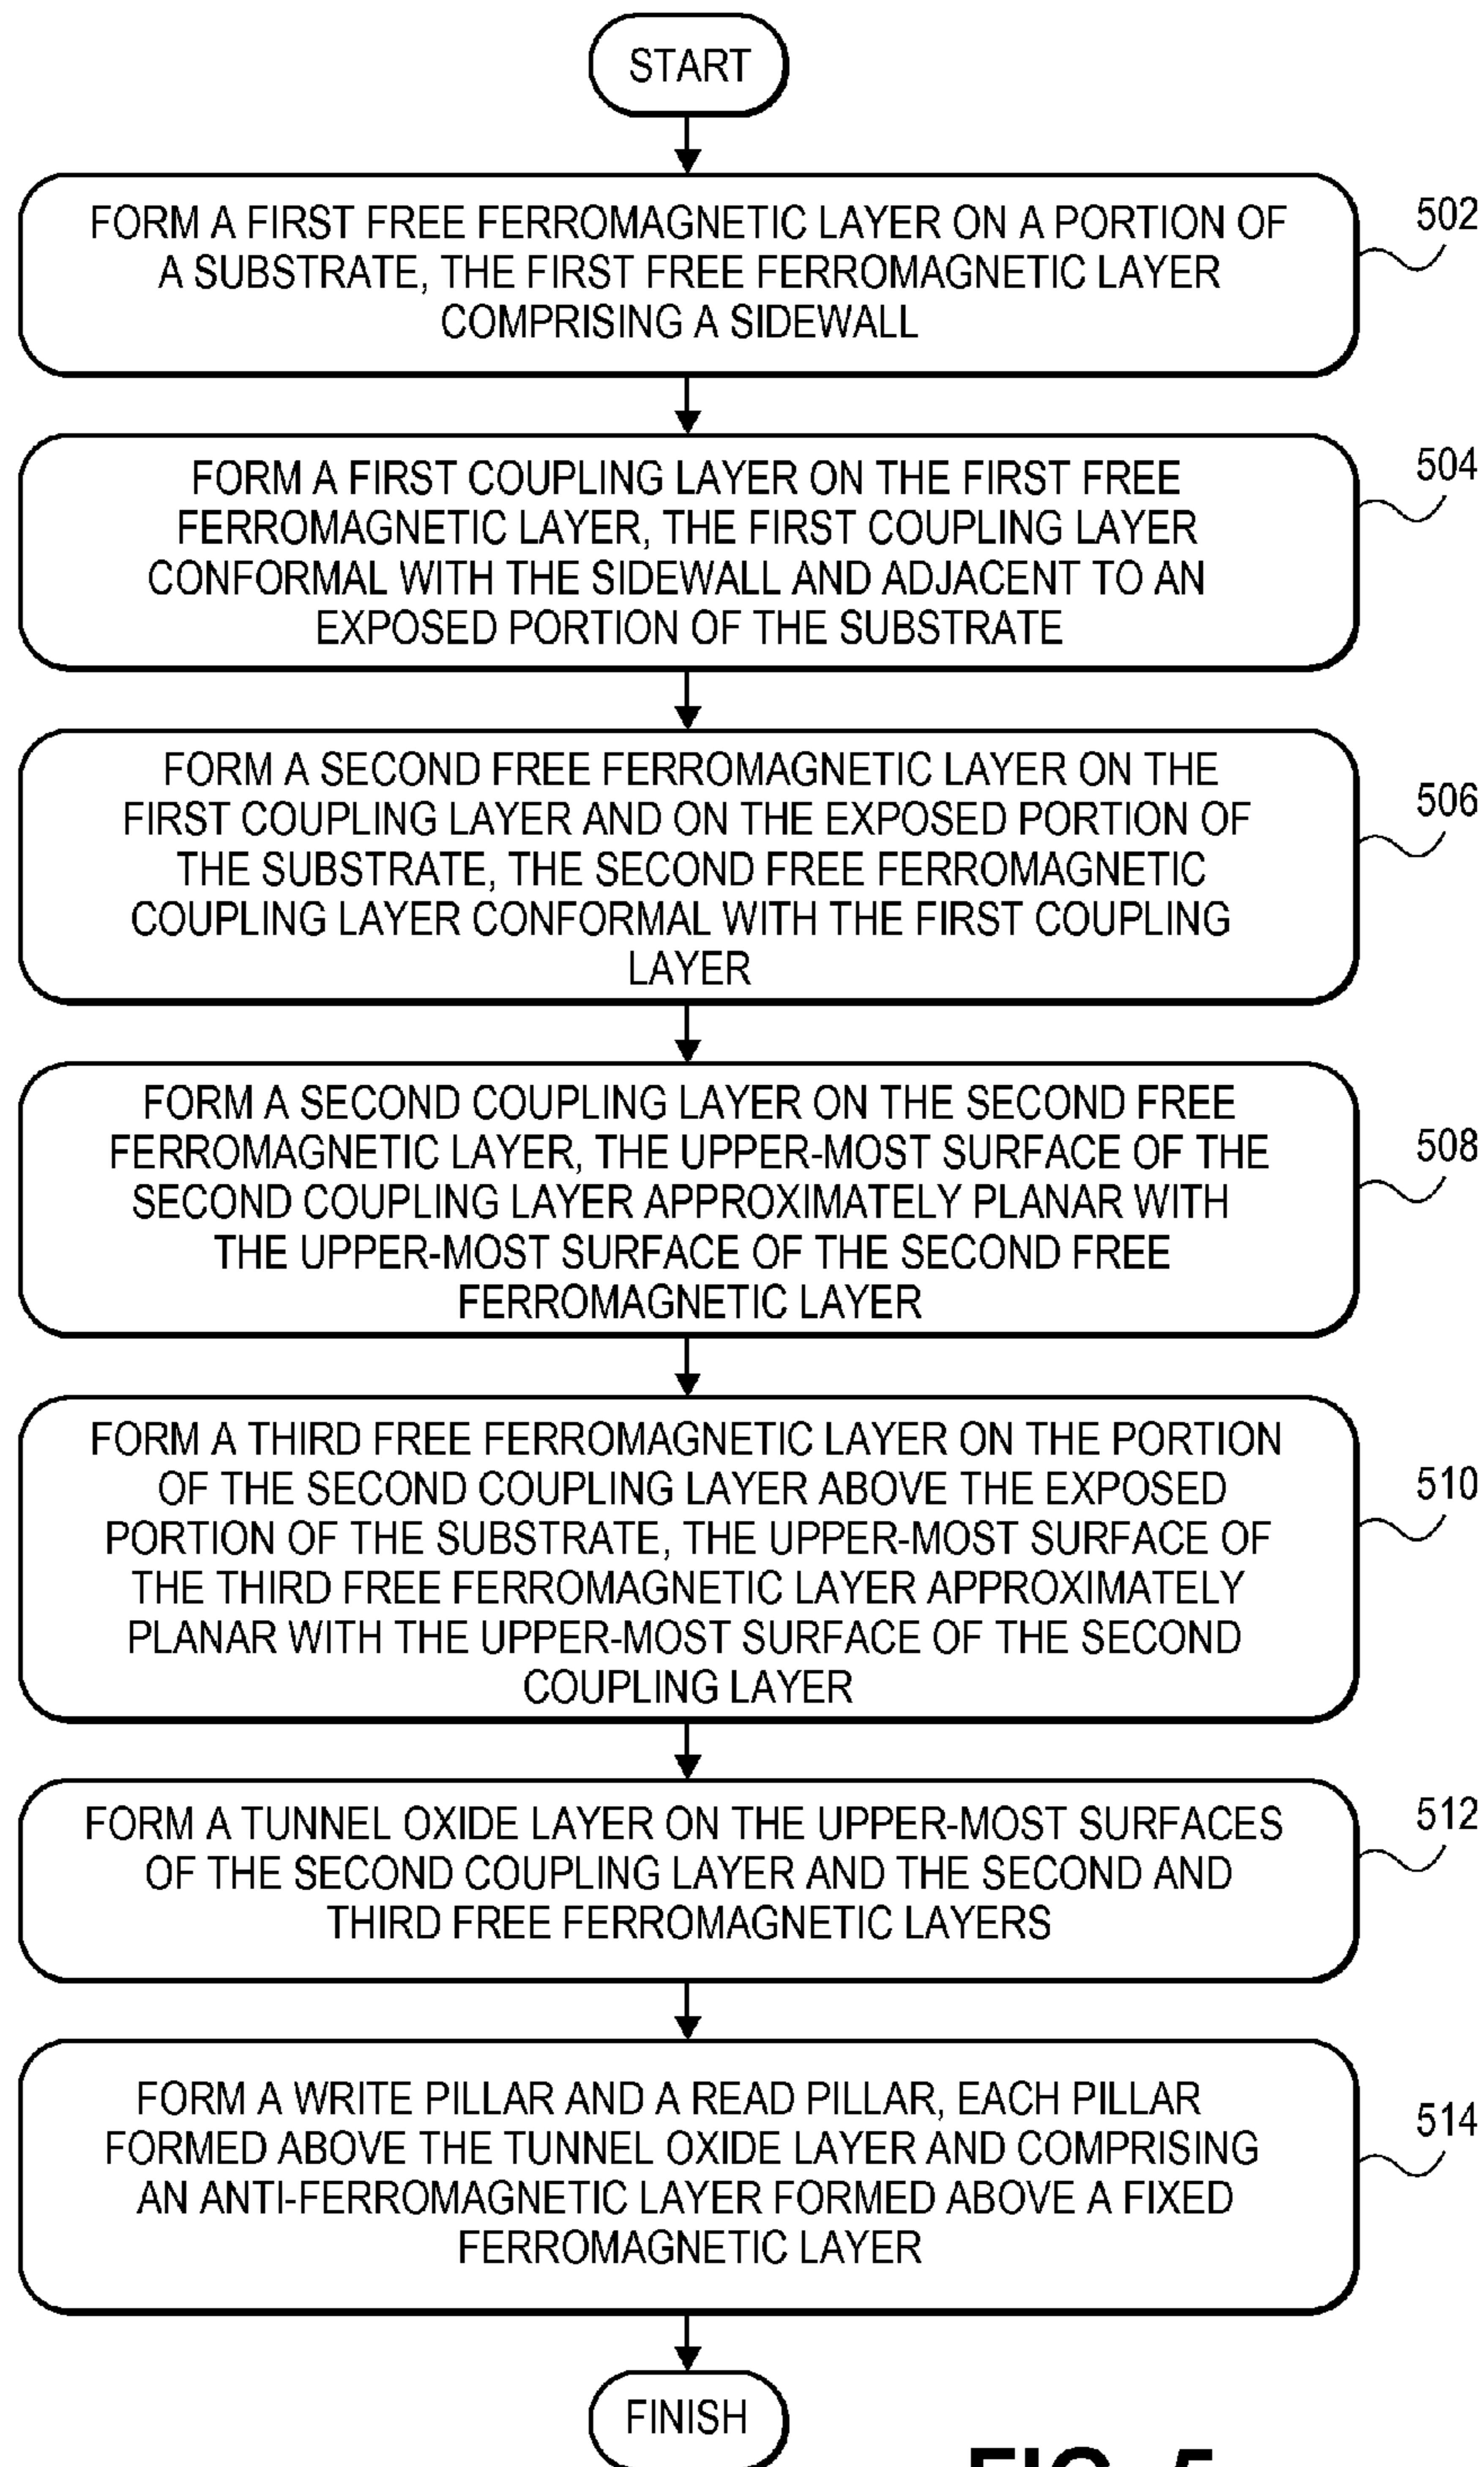 START
FORM A FIRST FREE FERROMAGNETIC LAYER ON A PORTION OF
A SUBSTRATE, THE FIRST FREE FERROMAGNETIC LAYER
COMPRISING A SIDEWALL
502
FORM A FIRST COUPLING LAYER ON THE FIRST FREE
FERROMAGNETIC LAYER, THE FIRST COUPLING LAYER
CONFORMAL WITH THE SIDEWALL AND ADJACENT TO AN
EXPOSED PORTION OF THE SUBSTRATE
504
FORM A SECOND FREE FERROMAGNETIC LAYER ON THE
FIRST COUPLING LAYER AND ON THE EXPOSED PORTION OF
THE SUBSTRATE, THE SECOND FREE FERROMAGNETIC
COUPLING LAYER CONFORMAL WITH THE FIRST COUPLING
LAYER
506
FORM A SECOND COUPLING LAYER ON THE SECOND FREE
FERROMAGNETIC LAYER, THE UPPER-MOST SURFACE OF THE
SECOND COUPLING LAYER APPROXIMATELY PLANAR WITH
THE UPPER-MOST SURFACE OF THE SECOND FREE
FERROMAGNETIC LAYER
508
FORM A THIRD FREE FERROMAGNETIC LAYER ON THE PORTION
OF THE SECOND COUPLING LAYER ABOVE THE EXPOSED
PORTION OF THE SUBSTRATE, THE UPPER-MOST SURFACE OF
THE THIRD FREE FERROMAGNETIC LAYER APPROXIMATELY
PLANAR WITH THE UPPER-MOST SURFACE OF THE SECOND
COUPLING LAYER
510
FORM A TUNNEL OXIDE LAYER ON THE UPPER-MOST SURFACES
OF THE SECOND COUPLING LAYER AND THE SECOND AND
THIRD FREE FERROMAGNETIC LAYERS
512
FORM A WRITE PILLAR AND A READ PILLAR, EACH PILLAR
FORMED ABOVE THE TUNNEL OXIDE LAYER AND COMPRISING
AN ANTI-FERROMAGNETIC LAYER FORMED ABOVE A FIXED
FERROMAGNETIC LAYER
514
FINISH
FIG. 5